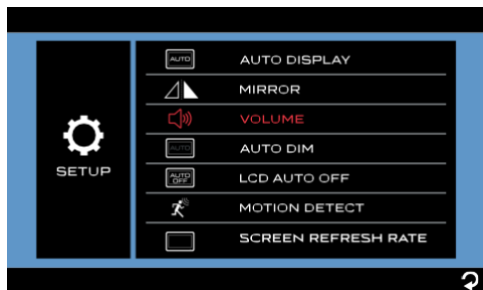 SETUP
AUTO AUTO DISPLAY
MIRROR
VOLUME
AUTO AUTO DIM
AUTO OFF LCD AUTO OFF
MOTION DETECT
SCREEN REFRESH RATE